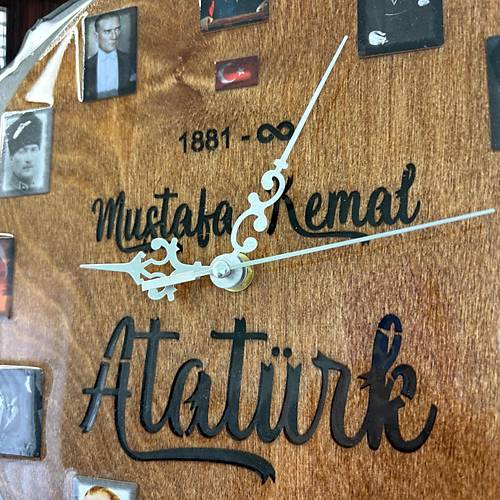 1881 - ∞
Mustafa Kemal
Atatürk